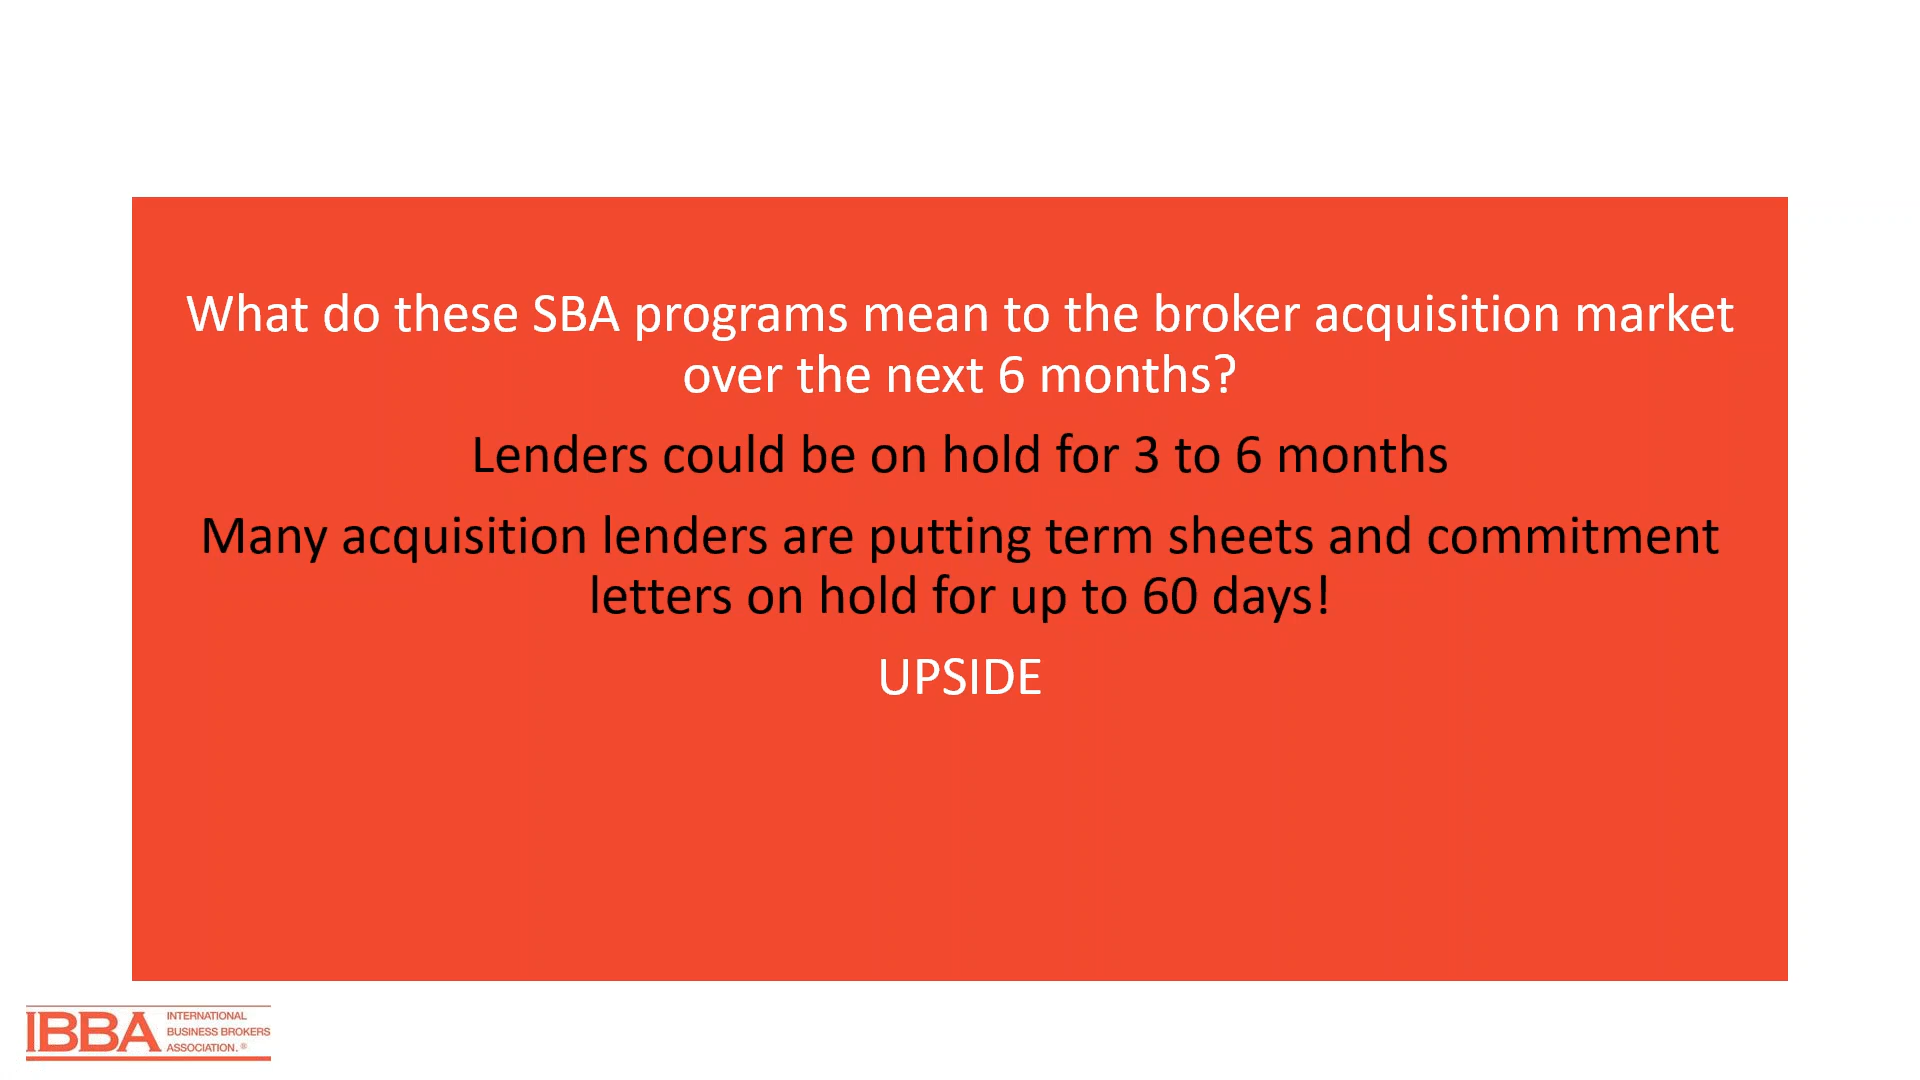 What do these SBA programs mean to the broker acquisition market
over the next 6 months?
Lenders could be on hold for 3 to 6 months
Many acquisition lenders are putting term sheets and commitment
letters on hold for up to 60 days!
UPSIDE
IBBA
INTERNATIONAL
BUSINESS BROKERS
ASSOCIATION.®